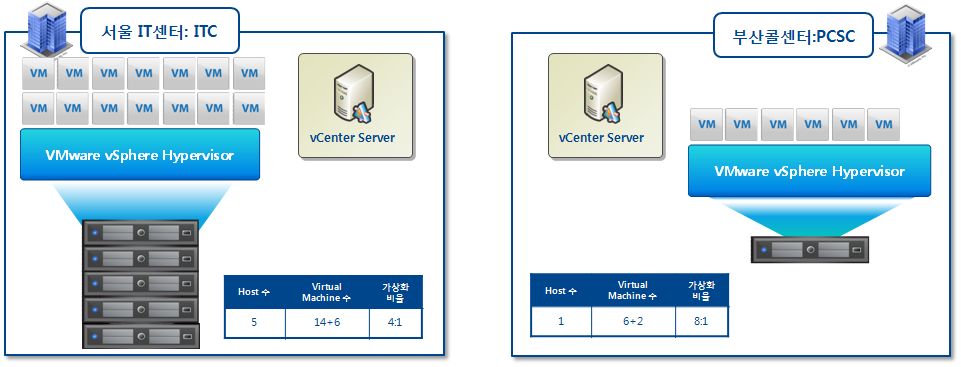 서울 IT센터: ITC
VM VM VM VM VM VM VM
VM VM VM VM VM VM VM
VMware vSphere Hypervisor
vCenter Server
Host 수 Virtual Machine 수 가상화 비율
5 14+6 4:1
부산콜센터:PCSC
vCenter Server
VM VM VM VM VM VM
VMware vSphere Hypervisor
Host 수 Virtual Machine 수 가상화 비율
1 6+2 8:1